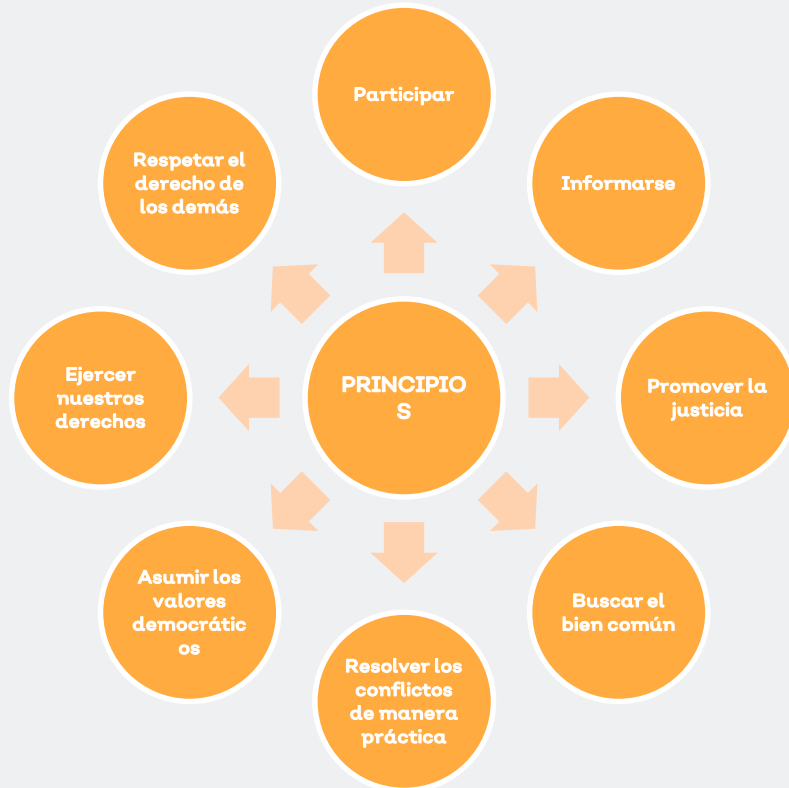 Participar
Informarse
Promover la
justicia
Buscar el
bien común
Resolver los
conflictos
de manera
práctica
Asumir los
valores
democrátic
os
Ejercer
nuestros
derechos
Respetar el
derecho de
los demás
PRINCIPIO
S